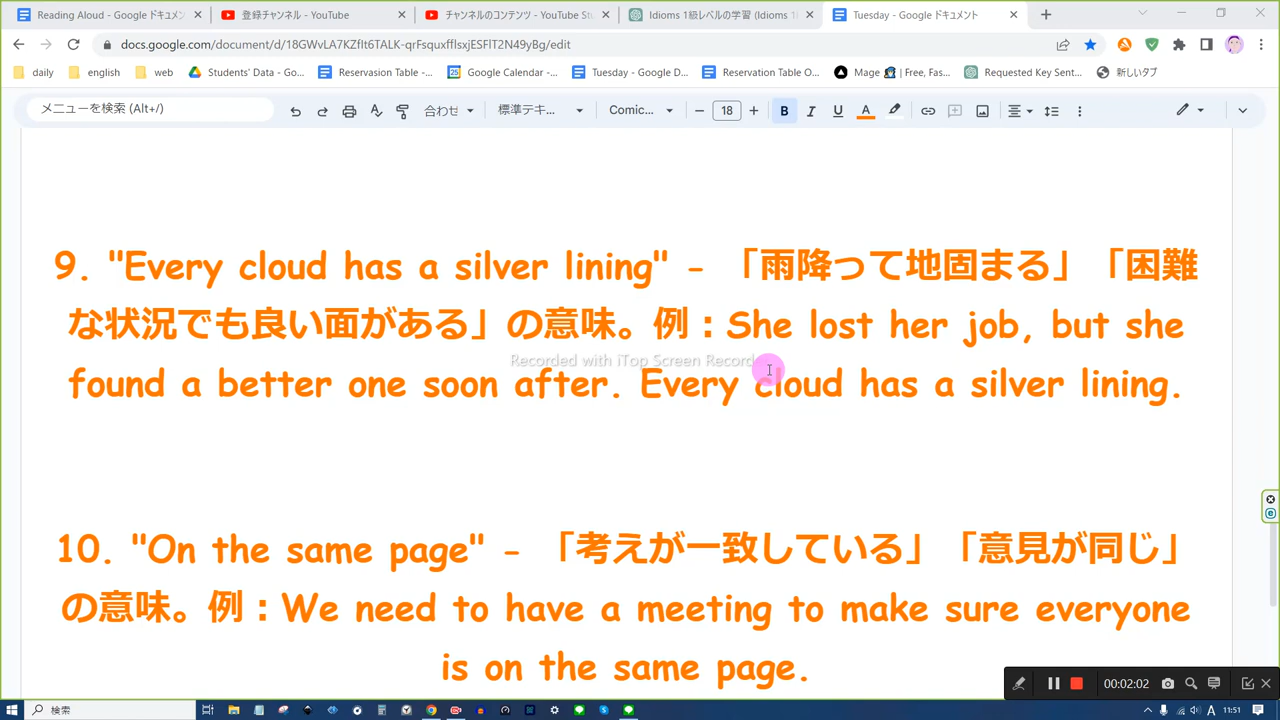 Reading Aloud - Google ドキュメン
登録チャンネル - YouTube
チャンネルのコンテンツ - YouTube Stu
Idioms 1級レベルの学習 (Idioms 1
Tuesday - Google ドキュメント
docs.google.com/document/d/18GWvLA7KZfIt6TALK-qrFsquxfflsxjESFIT2N49yBg/edit
daily
english
web
Students' Data - Go...
Reservasion Table -...
Google Calendar -...
Tuesday - Google D...
Reservation Table O...
Mage | Free, Fas...
Requested Key Sent...
新しいタブ
メニューを検索 (Alt+/)
合わせ
標準テキ...
Comic...
18
9. "Every cloud has a silver lining" - 「雨降って地固まる」「困難
な状況でも良い面がある」の意味。例：She lost her job, but she
Recorded with iTop Screen Record
found a better one soon after. Every cloud has a silver lining.
10. "On the same page" - 「考えが一致している」「意見が同じ」
の意味。例：We need to have a meeting to make sure everyone
is on the same page.
00:02:02
検索
A
11:51